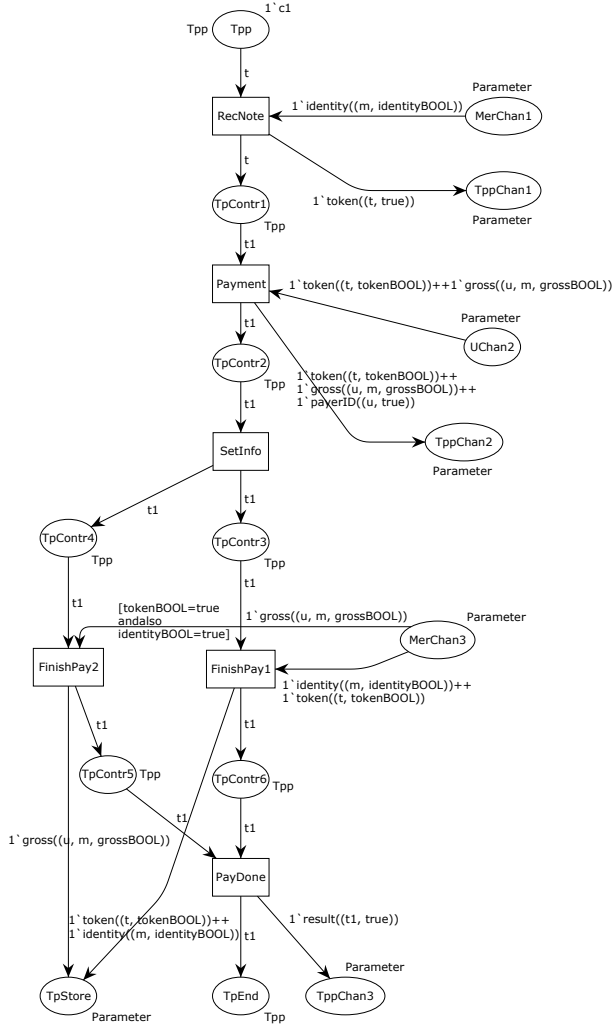 1`c1
Tpp
Tpp
t
Parameter
1`identity((m, identityBOOL))
RecNote
MerChan1
t
TppChan1
1`token((t, true))
TpContr1
Parameter
Tpp
t1
Payment
1`token((t, tokenBOOL))++1`gross((u, m, grossBOOL))
Parameter
t1
UChan2
TpContr2
1`token((t, tokenBOOL))++
Tpp
1`gross((u, m, grossBOOL))++
1`payerID((u, true))
t1
TppChan2
SetInfo
Parameter
t1
t1
TpContr4
TpContr3
Tpp
Tpp
t1
t1
[tokenBOOL=true
andalso
identityBOOL=true]
1`gross((u, m, grossBOOL))
Parameter
MerChan3
FinishPay2
FinishPay1
1`identity((m, identityBOOL))++
1`token((t, tokenBOOL))
t1
t1
TpContr5
Tpp
TpContr6
Tpp
t1
t1
1`gross((u, m, grossBOOL))
PayDone
1`token((t, tokenBOOL))++
1`identity((m, identityBOOL))
t1
1`result((t1, true))
Parameter
TpStore
TpEnd
TppChan3
Parameter
Tpp